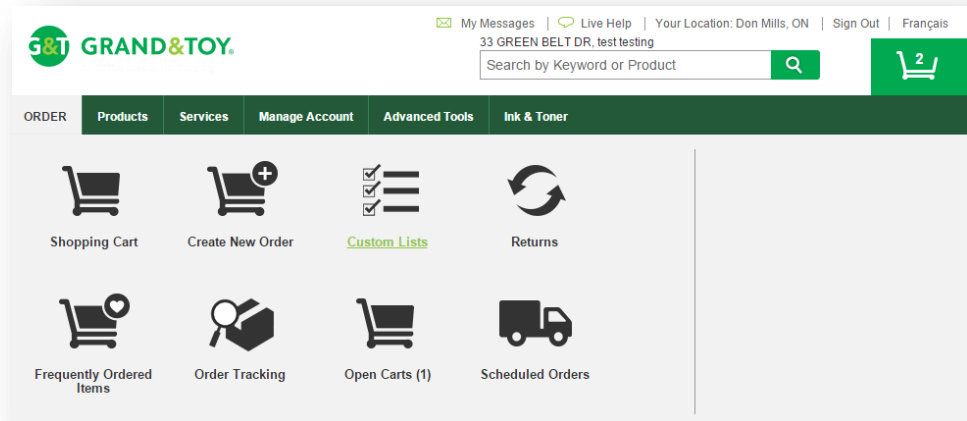 My Messages | Live Help | Your Location: Don Mills, ON | Sign Out | Français
G&T GRAND&TOY.
33 GREEN BELT DR, test testing
Search by Keyword or Product
2
ORDER Products Services Manage Account Advanced Tools Ink & Toner
Shopping Cart Create New Order Custom Lists Returns
Frequently Ordered
Items
Order Tracking Open Carts (1) Scheduled Orders